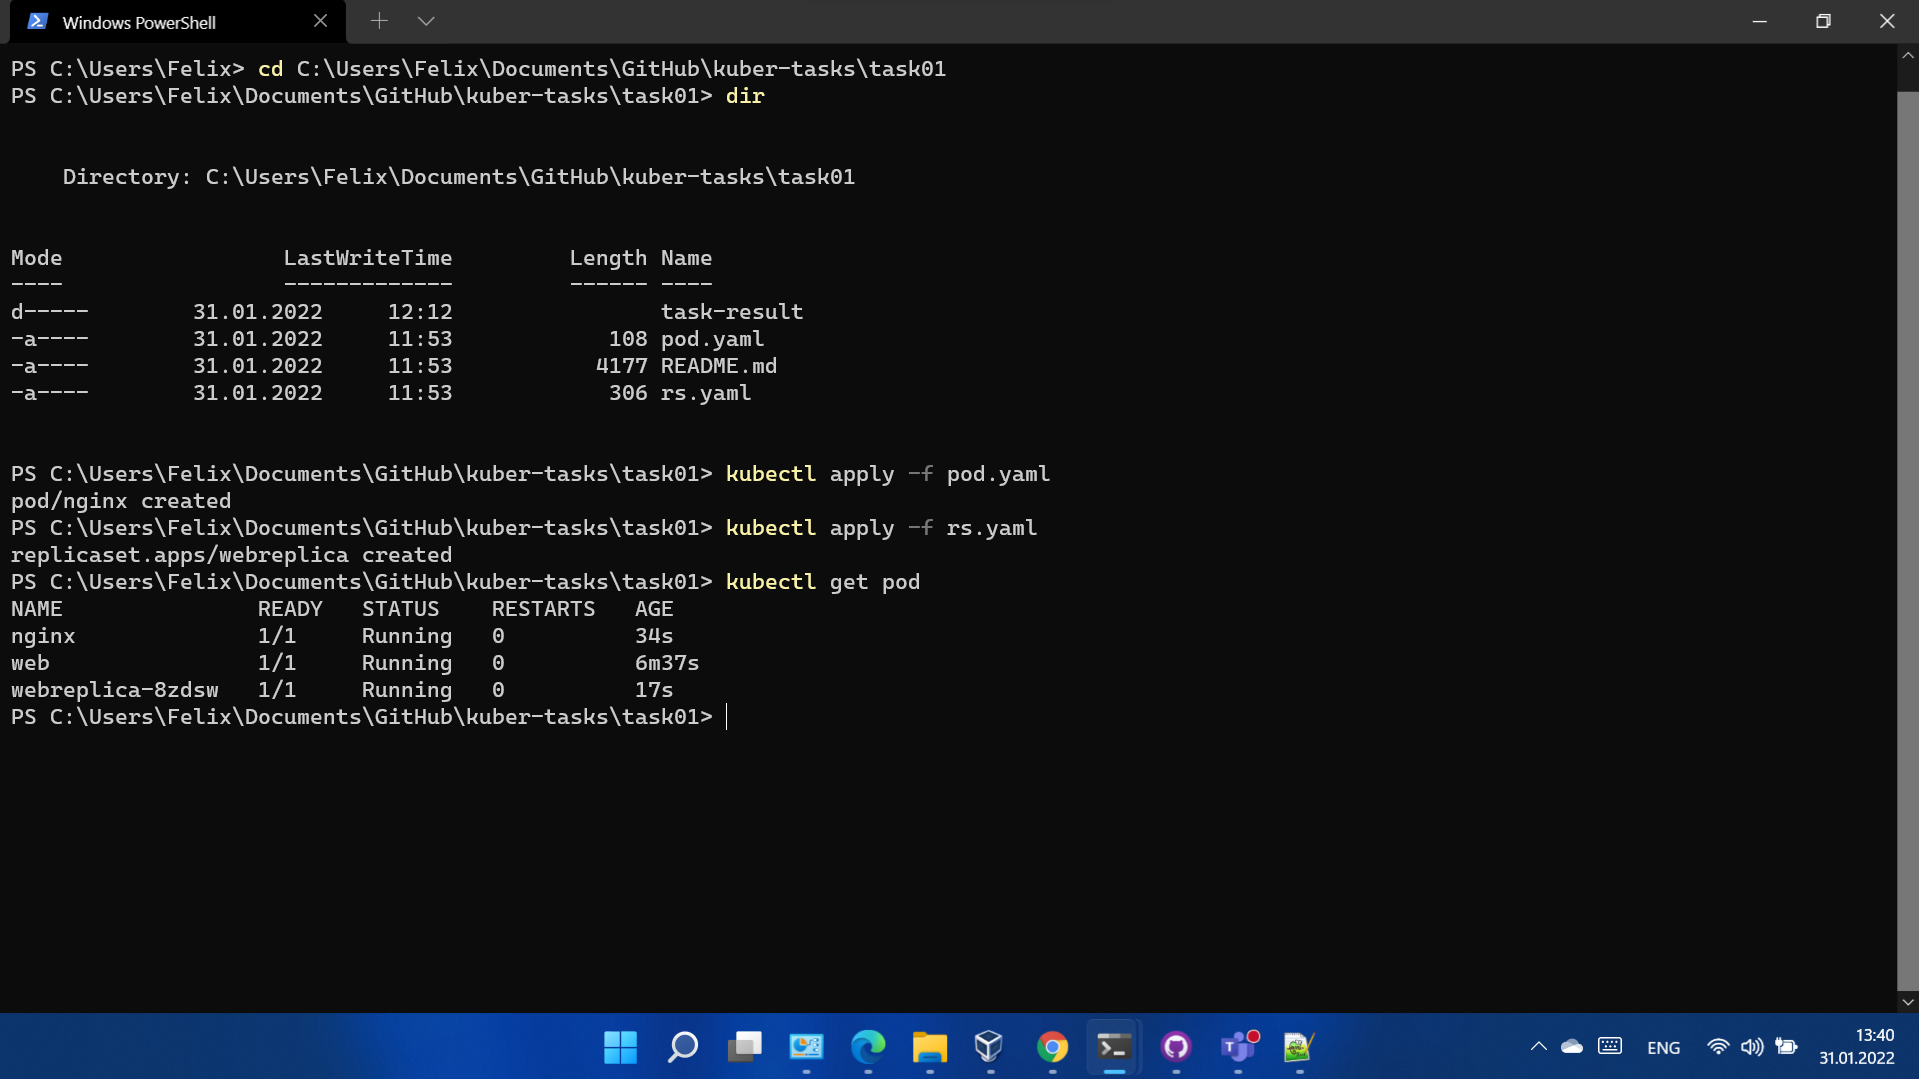 Windows PowerShell
PS C:\Users\Felix> cd C:\Users\Felix\Documents\GitHub\kuber-tasks\task01
PS C:\Users\Felix\Documents\GitHub\kuber-tasks\task01> dir
Directory: C:\Users\Felix\Documents\GitHub\kuber-tasks\task01
Mode                 LastWriteTime         Length Name
----                 -------------         ------ ----
d-----        31.01.2022     12:12                task-result
-a----        31.01.2022     11:53            108 pod.yaml
-a----        31.01.2022     11:53           4177 README.md
-a----        31.01.2022     11:53            306 rs.yaml
PS C:\Users\Felix\Documents\GitHub\kuber-tasks\task01> kubectl apply -f pod.yaml
pod/nginx created
PS C:\Users\Felix\Documents\GitHub\kuber-tasks\task01> kubectl apply -f rs.yaml
replicaset.apps/webreplica created
PS C:\Users\Felix\Documents\GitHub\kuber-tasks\task01> kubectl get pod
NAME               READY   STATUS    RESTARTS   AGE
nginx              1/1     Running   0          34s
web                1/1     Running   0          6m37s
webreplica-8zdsw   1/1     Running   0          17s
PS C:\Users\Felix\Documents\GitHub\kuber-tasks\task01>
ENG
13:40
31.01.2022